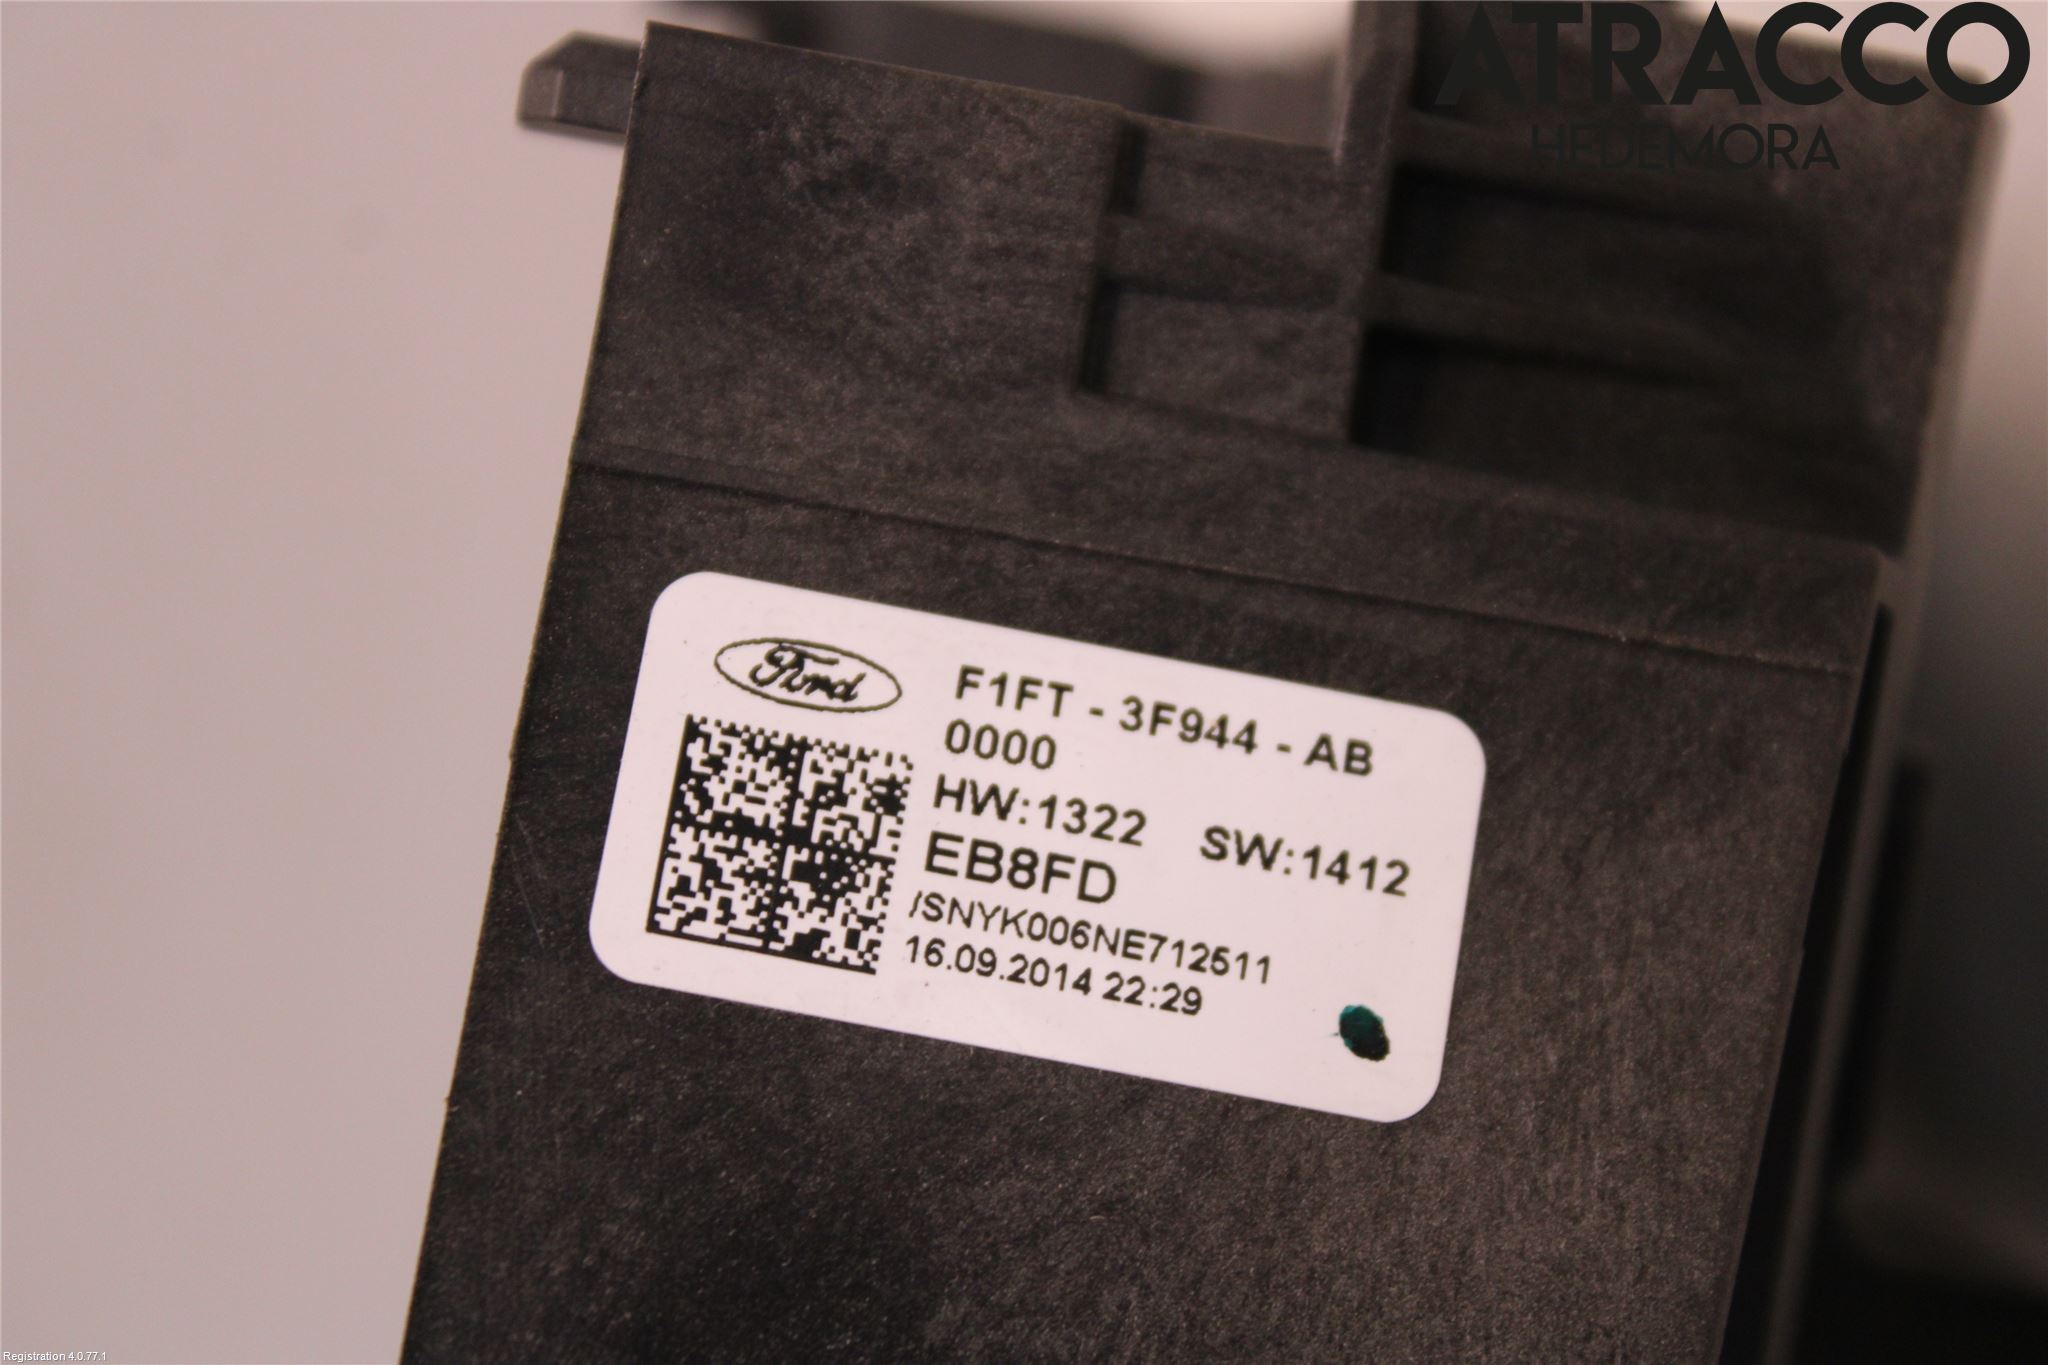 ATRACCO
HEDEMORA
Ford
F1FT - 3F944 - AB
0000
HW:1322 SW:1412
EB8FD
/SNYK006NE712511
16.09.2014 22:29
Registration 4.0.77.1